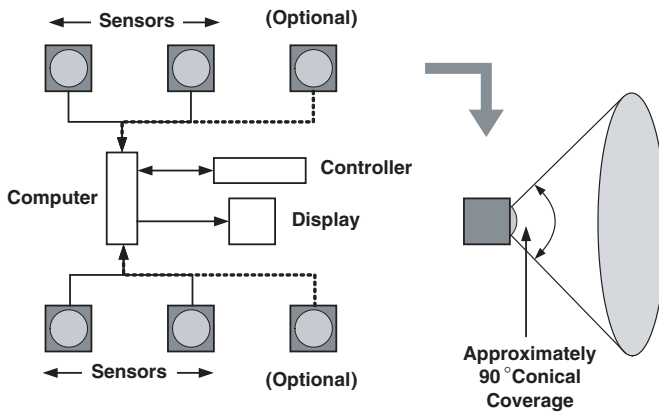 Sensors
(Optional)
Controller
Computer
Display
Sensors
(Optional)
Approximately
90° Conical
Coverage